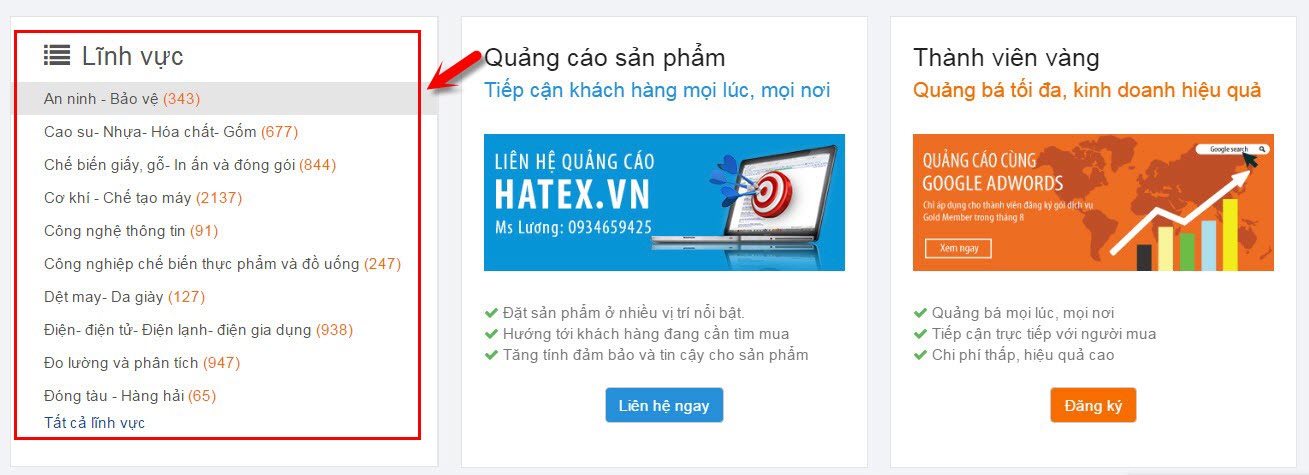 Lĩnh vực
An ninh - Bảo vệ (343)
Cao su- Nhựa- Hóa chất- Gốm (677)
Chế biến giấy, gỗ- In ấn và đóng gói (844)
Cơ khí - Chế tạo máy (2137)
Công nghệ thông tin (91)
Công nghiệp chế biến thực phẩm và đồ uống (247)
Dệt may- Da giày (127)
Điện- điện tử- Điện lạnh- điện gia dụng (938)
Đo lường và phân tích (947)
Đóng tàu - Hàng hải (65)
Tất cả lĩnh vực
Quảng cáo sản phẩm
Tiếp cận khách hàng mọi lúc, mọi nơi
LIÊN HỆ QUẢNG CÁO
HATEX.VN
Ms Lương: 0934659425
Đặt sản phẩm ở nhiều vị trí nổi bật.
Hướng tới khách hàng đang cần tìm mua
Tăng tính đảm bảo và tin cậy cho sản phẩm
Liên hệ ngay
Thành viên vàng
Quảng bá tối đa, kinh doanh hiệu quả
Google search
QUẢNG CÁO CÙNG
GOOGLE ADWORDS
Chỉ áp dụng cho thành viên đăng ký gói dịch vụ
Gold Member trong tháng 8
Xem ngay
Quảng bá mọi lúc, mọi nơi
Tiếp cận trực tiếp với người mua
Chi phí thấp, hiệu quả cao
Đăng ký